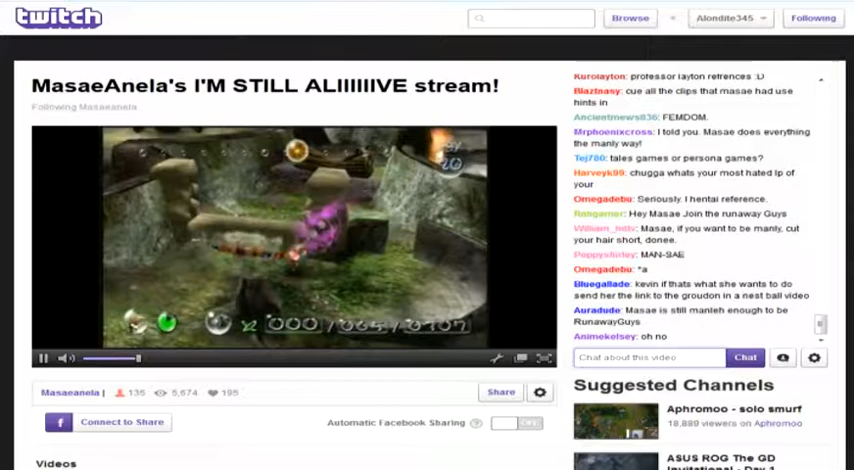 twitch
Browse
Alondite345
Following
MasaeAnela's I'M STILL ALIIIIIIVE stream!
Following Masaeanela
Kurolayton: professor layton refrences :D
Blaztnasy: cue all the clips that masae had use
hints in
Ancientmews836: FEMDOM.
Mrphoenixcross: I told you. Masae does everything
the manly way!
Tej780: tales games or persona games?
Harveyk99: chugga whats your most hated lp of
your
Omegadebu: Seriously. I hentai reference.
Hey Masae Join the runaway Guys
Masae, if you want to be manly, cut
your hair short, donee.
MAN-SAE
Omegadebu: *a
Bluegallade: kevin if thats what she wants to do
send her the link to the groudon in a nest ball video
Auradude: Masae is still manleh enough to be
RunawayGuys
Animekelsey: oh no
Chat about this video
Chat
Masaeanela |
135
5,674
195
Share
f
Connect to Share
Automatic Facebook Sharing
?
Suggested Channels
Aphromoo - solo smurf
18,889 viewers on Aphromoo
ASUS ROG The GD
Invitational - Day 1
Videos